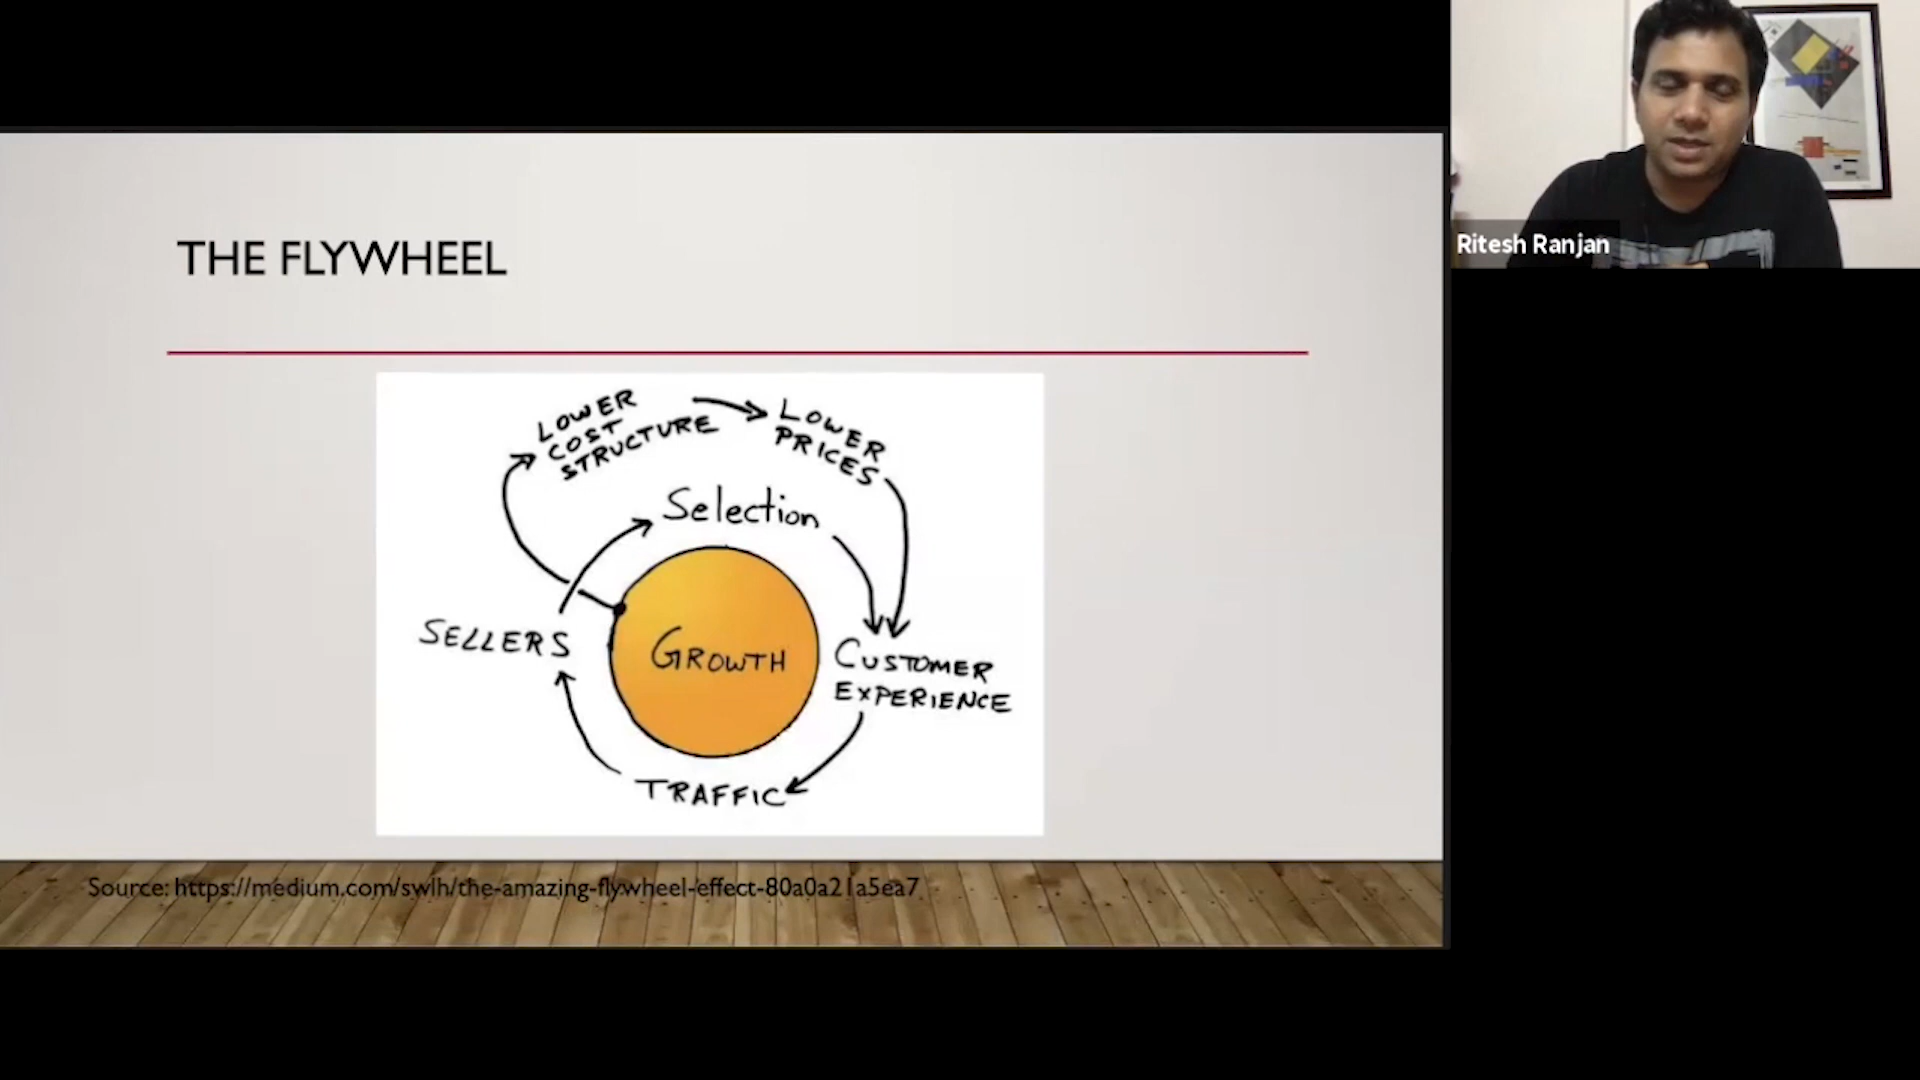 THE FLYWHEEL
LOWER
COST
STRUCTURE
LOWER
PRICES
Selection
SELLERS
GROWTH
CUSTOMER
EXPERIENCE
TRAFFIC
Source: https://medium.com/swlh/the-amazing-flywheel-effect-80a0a21a5ea7
Ritesh Ranjan